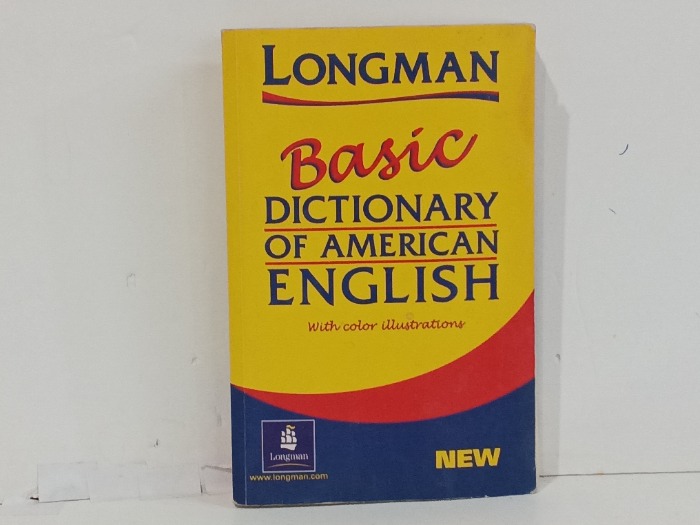 LONGMAN
Basic
DICTIONARY
OF AMERICAN
ENGLISH
With color illustrations
Longman
www.longman.com
NEW